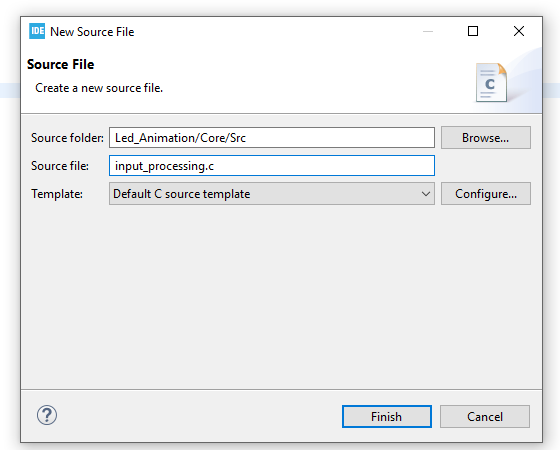 IDE New Source File
Source File
Create a new source file.
C
Source folder: Led_Animation/Core/Src Browse...
Source file: input_processing.c
Template: Default C source template Configure...
? Finish Cancel